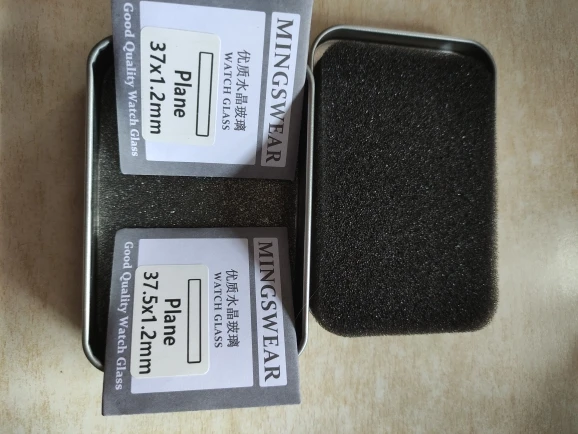 MINGSWEAR
优质水晶玻璃
WATCH GLASS
Plane
37x1.2mm
Good Quality Watch Glass
MINGSWEAR
优质水晶玻璃
WATCH GLASS
Plane
37.5x1.2mm
Good Quality Watch Glass